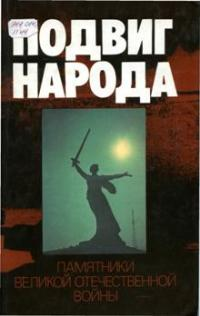 ПОДВИГ
НАРОДА
ПАМЯТНИКИ
ВЕЛИКОЙ ОТЕЧЕСТВЕННОЙ
ВОЙНЫ